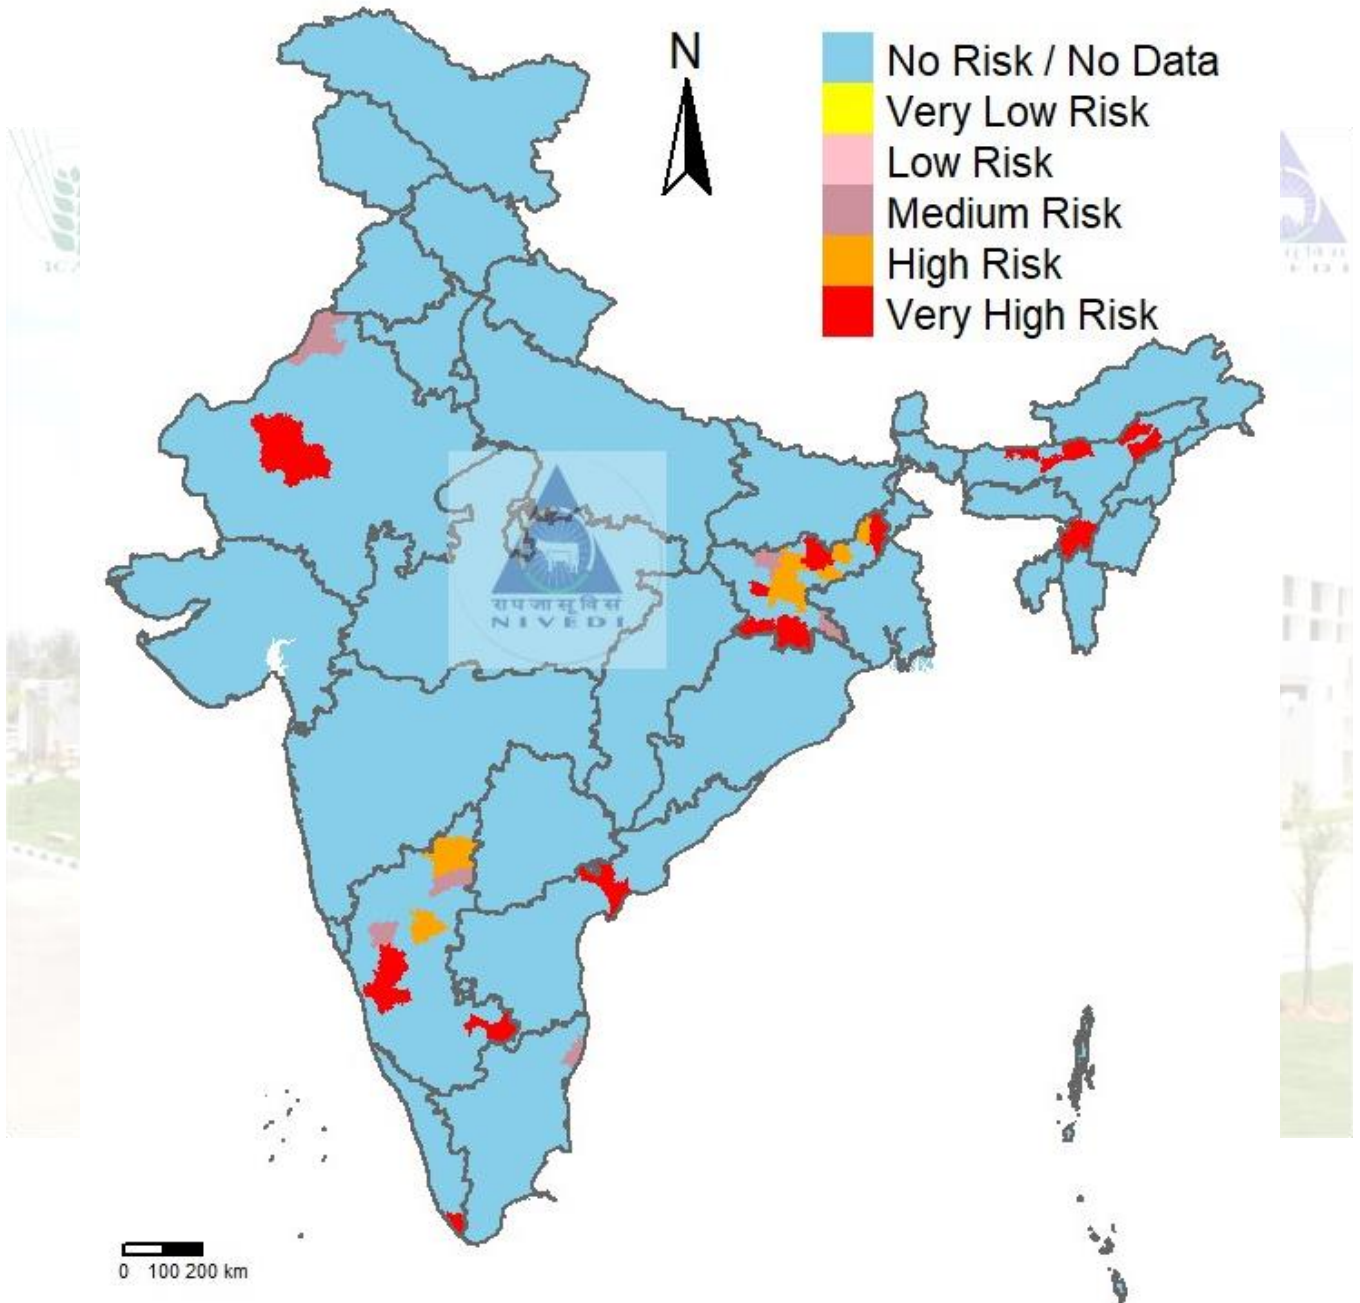 N
No Risk / No Data
Very Low Risk
Low Risk
Medium Risk
High Risk
Very High Risk
राप जा सू वि सं
NIVEDI
0 100 200 km